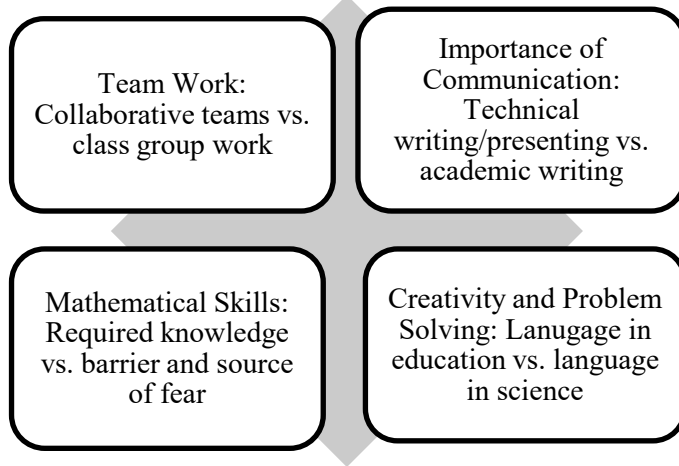 Team Work:
Collaborative teams vs.
class group work
Importance of
Communication:
Technical
writing/presenting vs.
academic writing
Mathematical Skills:
Required knowledge
vs. barrier and source
of fear
Creativity and Problem
Solving: Lanugage in
education vs. language
in science